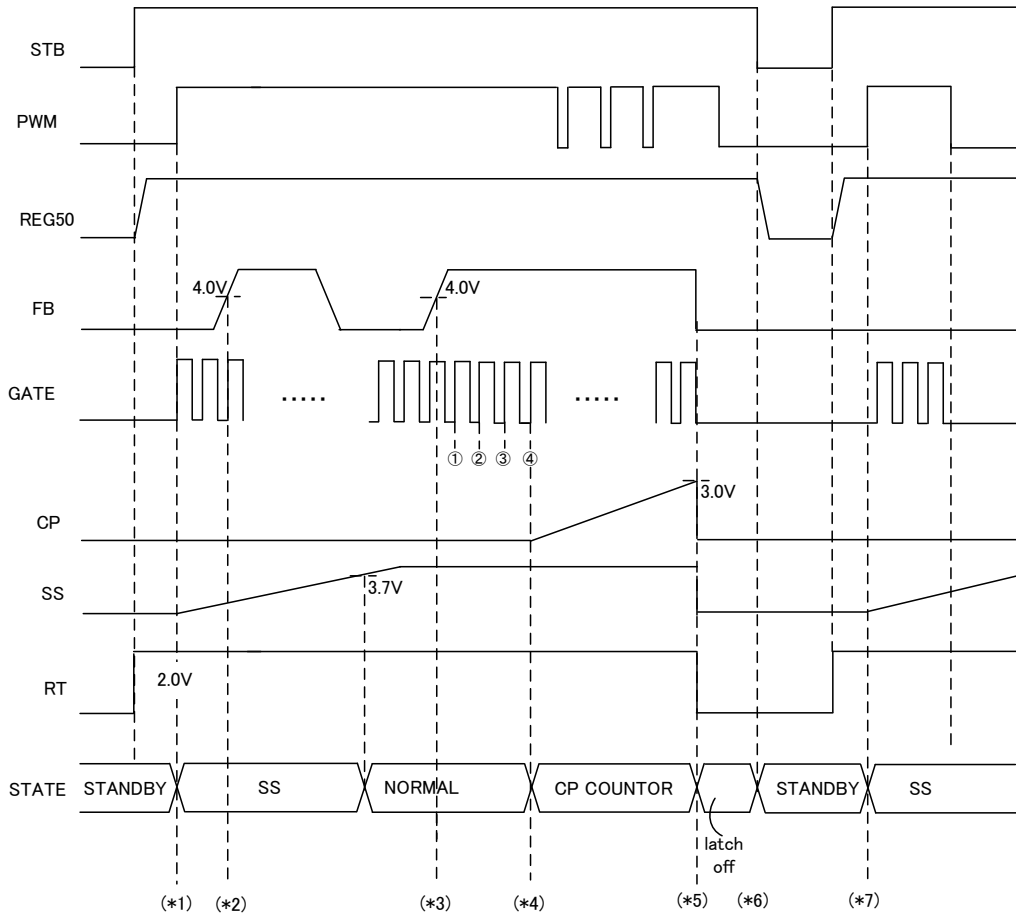 STB
PWM
REG50
4.0V 4.0V
FB
GATE
.....
.....
① ② ③ ④
3.0V
CP
3.7V
SS
2.0V
RT
STATE STANDBY SS NORMAL CP COUNTOR STANDBY SS
latch
off
(*1) (*2) (*3) (*4) (*5) (*6) (*7)